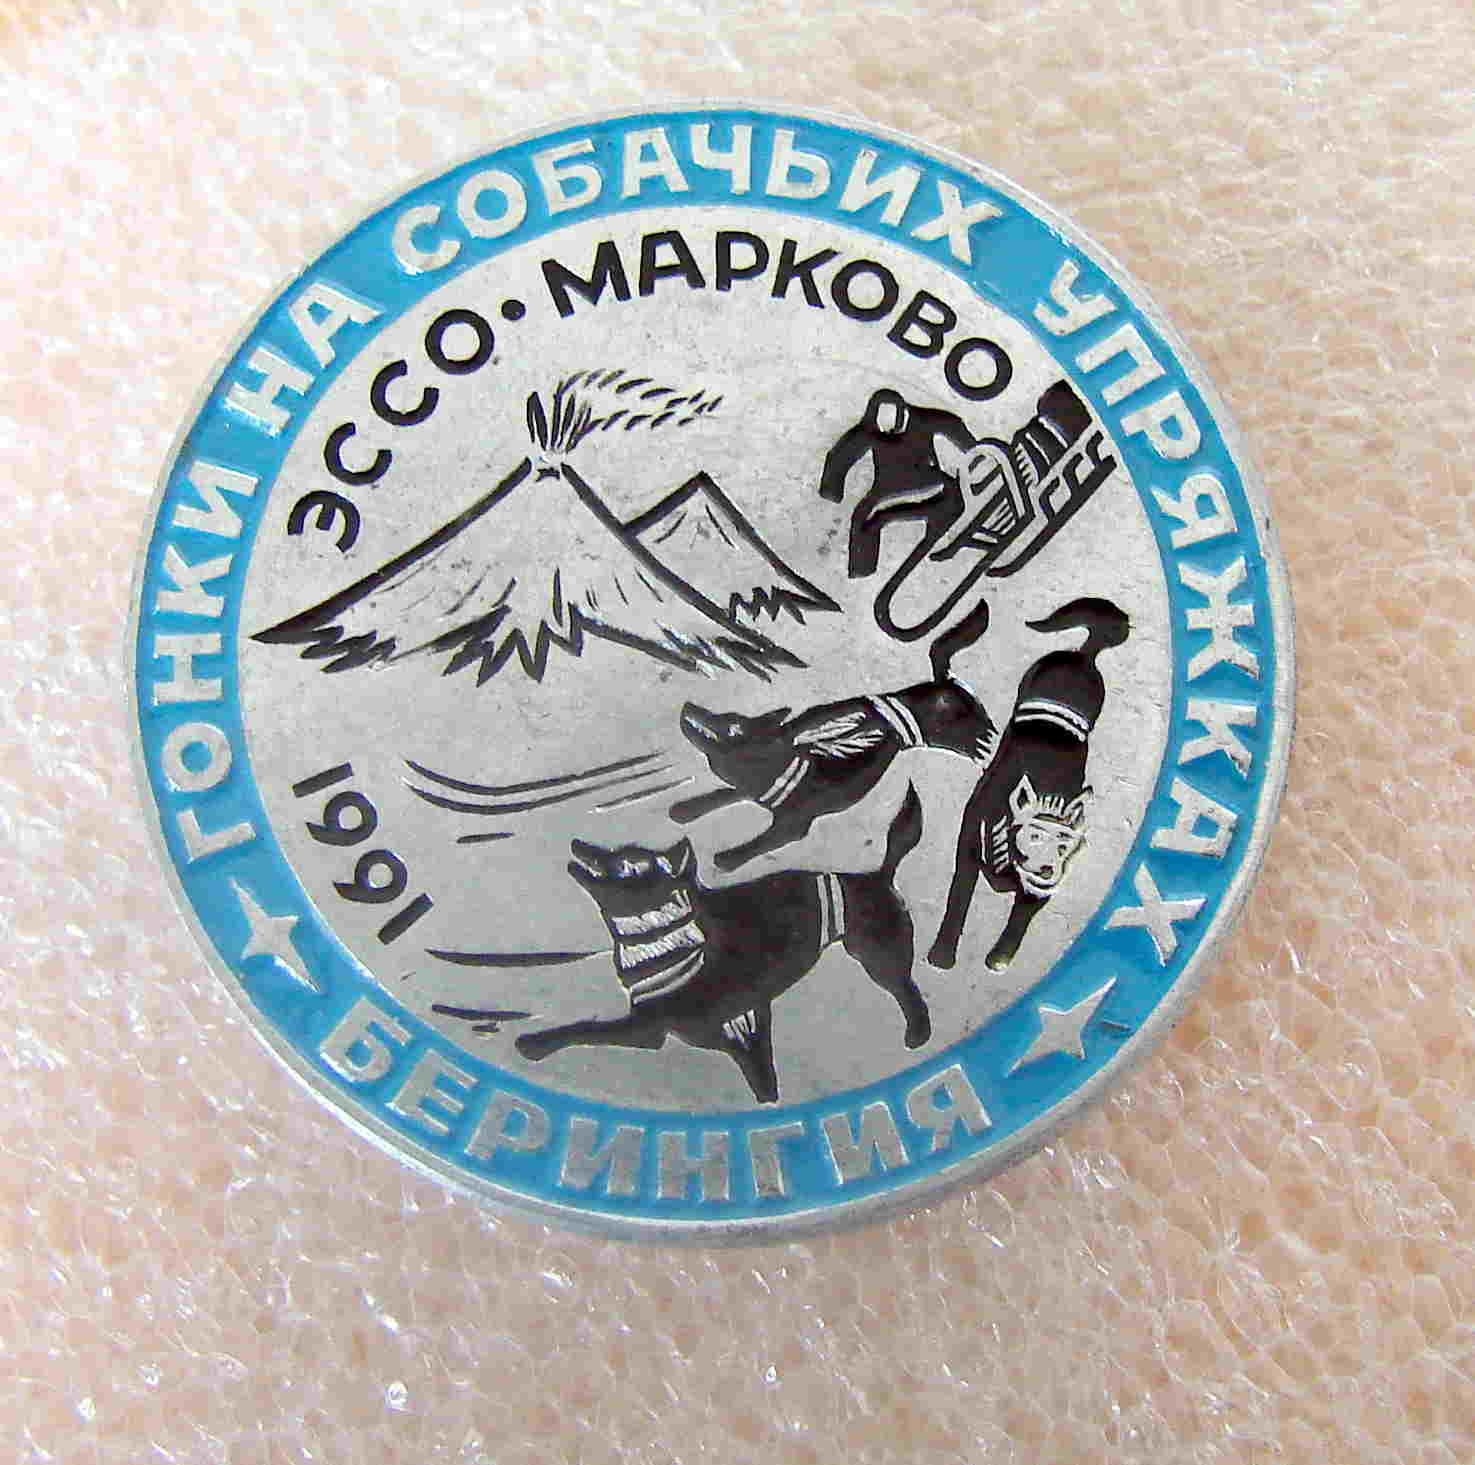 ГОНКИ НА СОБАЧЬИХ УПРЯЖКАХ
ЭССО • МАРКОВО
1991
БЕРИНГИЯ